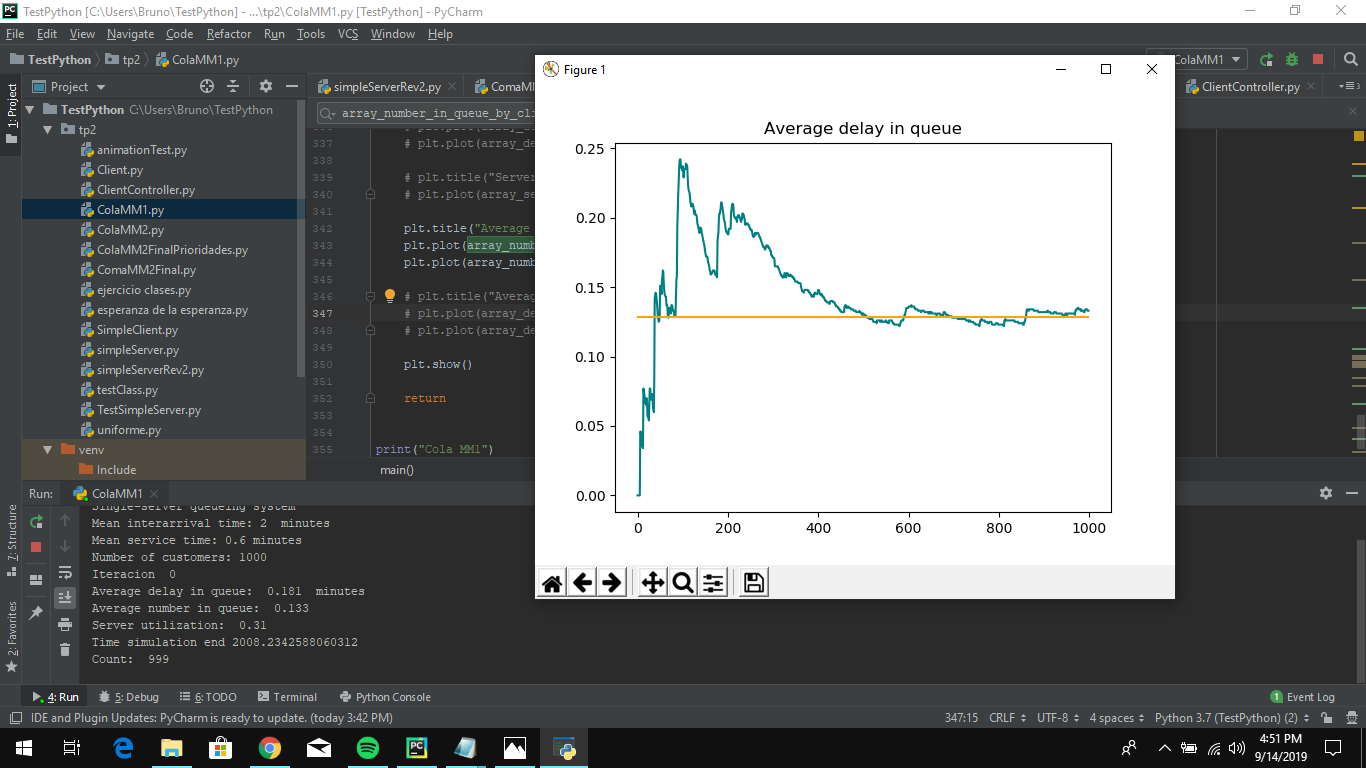 TestPython [C:\Users\Bruno\TestPython] - ...\tp2\ColaMM1.py [TestPython] - PyCharm
File Edit View Navigate Code Refactor Run Tools VCS Window Help
TestPython tp2 ColaMM1.py
ColaMM1
1: Project
Project
simpleServerRev2.py
ComaM
ClientController.py
3
TestPython C:\Users\Bruno\TestPython
tp2
animationTest.py
Client.py
ClientController.py
ColaMM1.py
ColaMM2.py
ColaMM2FinalPrioridades.py
ComaMM2Final.py
ejercicio clases.py
esperanza de la esperanza.py
SimpleClient.py
simpleServer.py
simpleServerRev2.py
testClass.py
TestSimpleServer.py
uniforme.py
venv
Include
array_number_in_queue_by_cli
337 # plt.plot(array_de
338
339 # plt.title("Server
340 # plt.plot(array_se
341
342 plt.title("Average
343 plt.plot(array_numb
344 plt.plot(array_numb
345
346 # plt.title("Averag
347 # plt.plot(array_de
348 # plt.plot(array_de
349
350 plt.show()
351
352 return
353
354
355 print("Cola MM1")
main()
Figure 1
Average delay in queue
0.25
0.20
0.15
0.10
0.05
0.00
0 200 400 600 800 1000
Run: ColaMM1
7: Structure
2: Favorites
Single-server queueing system
Mean interarrival time: 2 minutes
Mean service time: 0.6 minutes
Number of customers: 1000
Iteracion 0
Average delay in queue: 0.181 minutes
Average number in queue: 0.133
Server utilization: 0.31
Time simulation end 2008.2342588060312
Count: 999
4: Run 5: Debug 6: TODO Terminal Python Console 1 Event Log
IDE and Plugin Updates: PyCharm is ready to update. (today 3:42 PM) 347:15 CRLF UTF-8 4 spaces Python 3.7 (TestPython) (2)
4:51 PM
9/14/2019